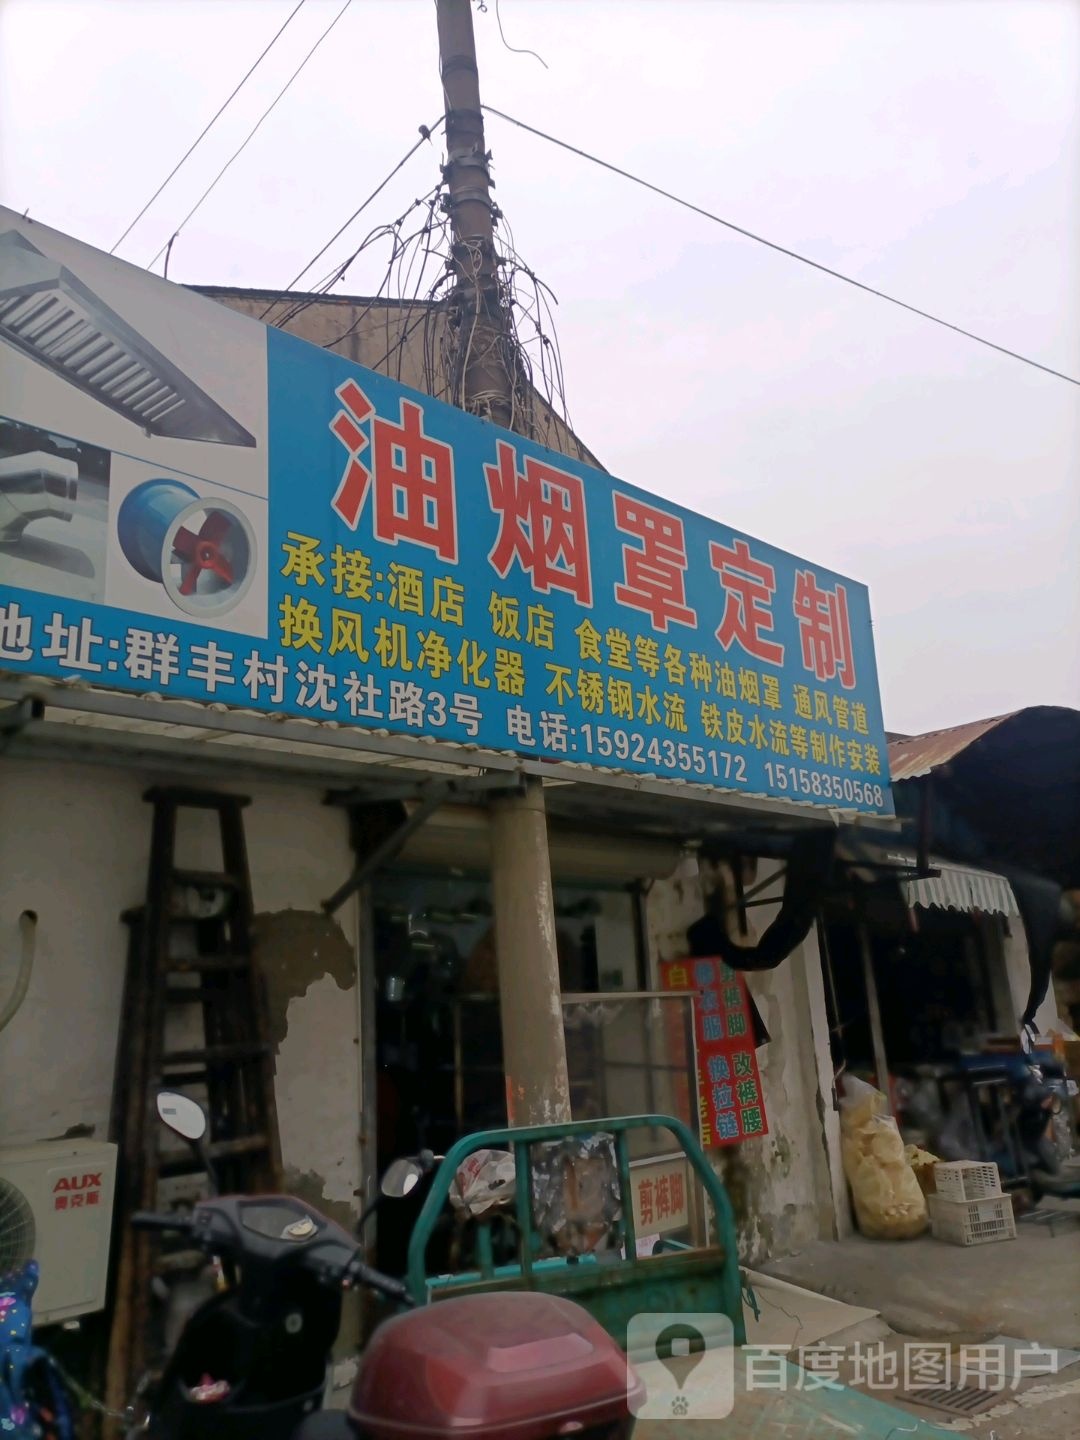 油烟罩定制
承接:酒店 饭店 食堂等各种油烟罩 通风管道
换风机净化器 不锈钢水流 铁皮水流等制作安装
地址:群丰村沈社路3号 电话:15924355172 15158350568
剪裤脚 改裤腰
换拉链
剪裤脚
AUX
奥克斯
百度地图用户